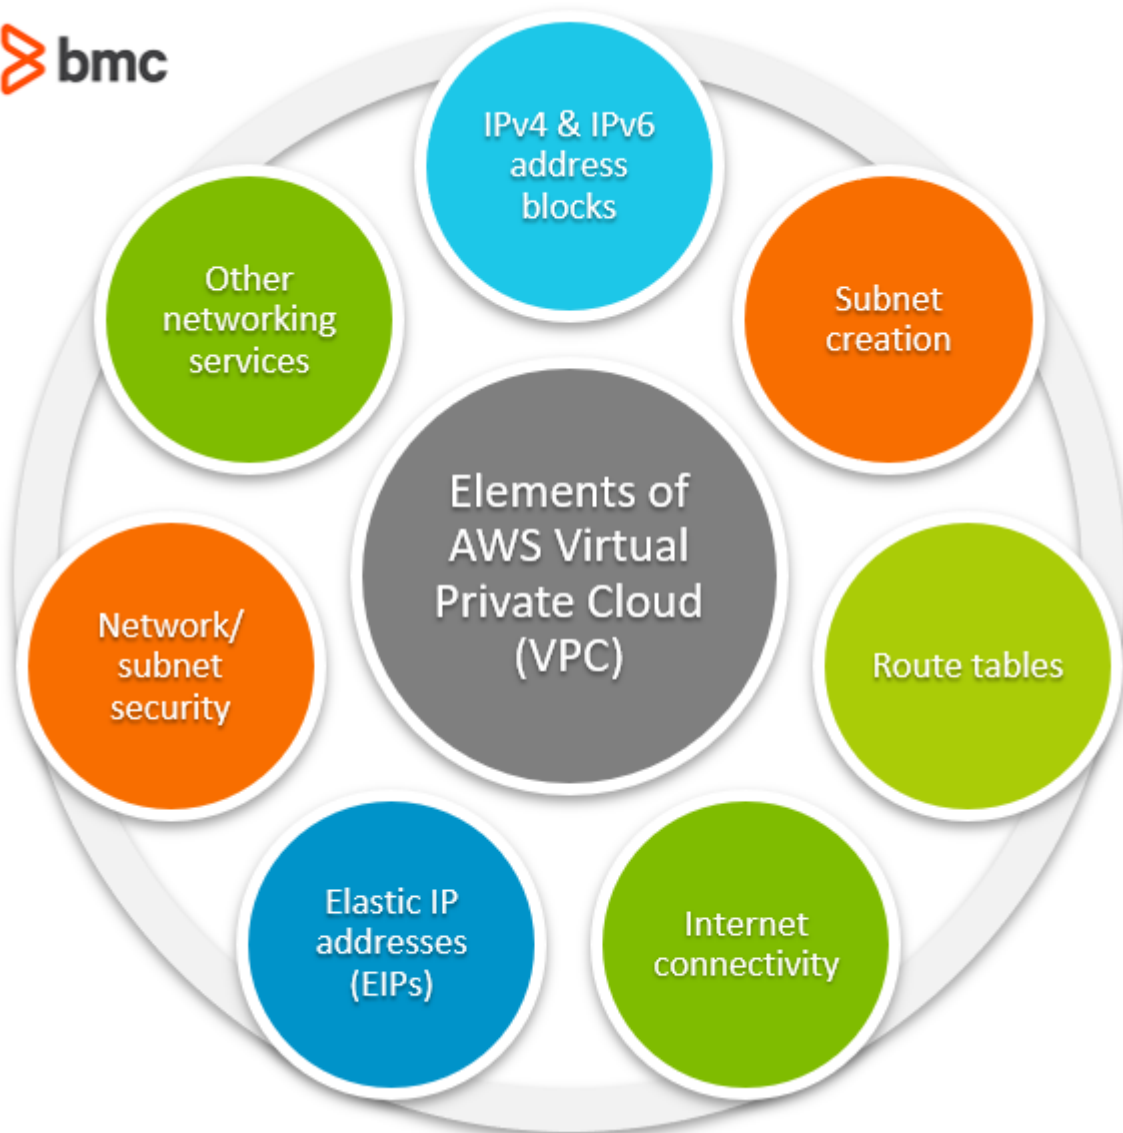 bmc
IPv4 & IPv6
address
blocks
Subnet
creation
Route tables
Internet
connectivity
Elastic IP
addresses
(EIPs)
Network/
subnet
security
Other
networking
services
Elements of
AWS Virtual
Private Cloud
(VPC)